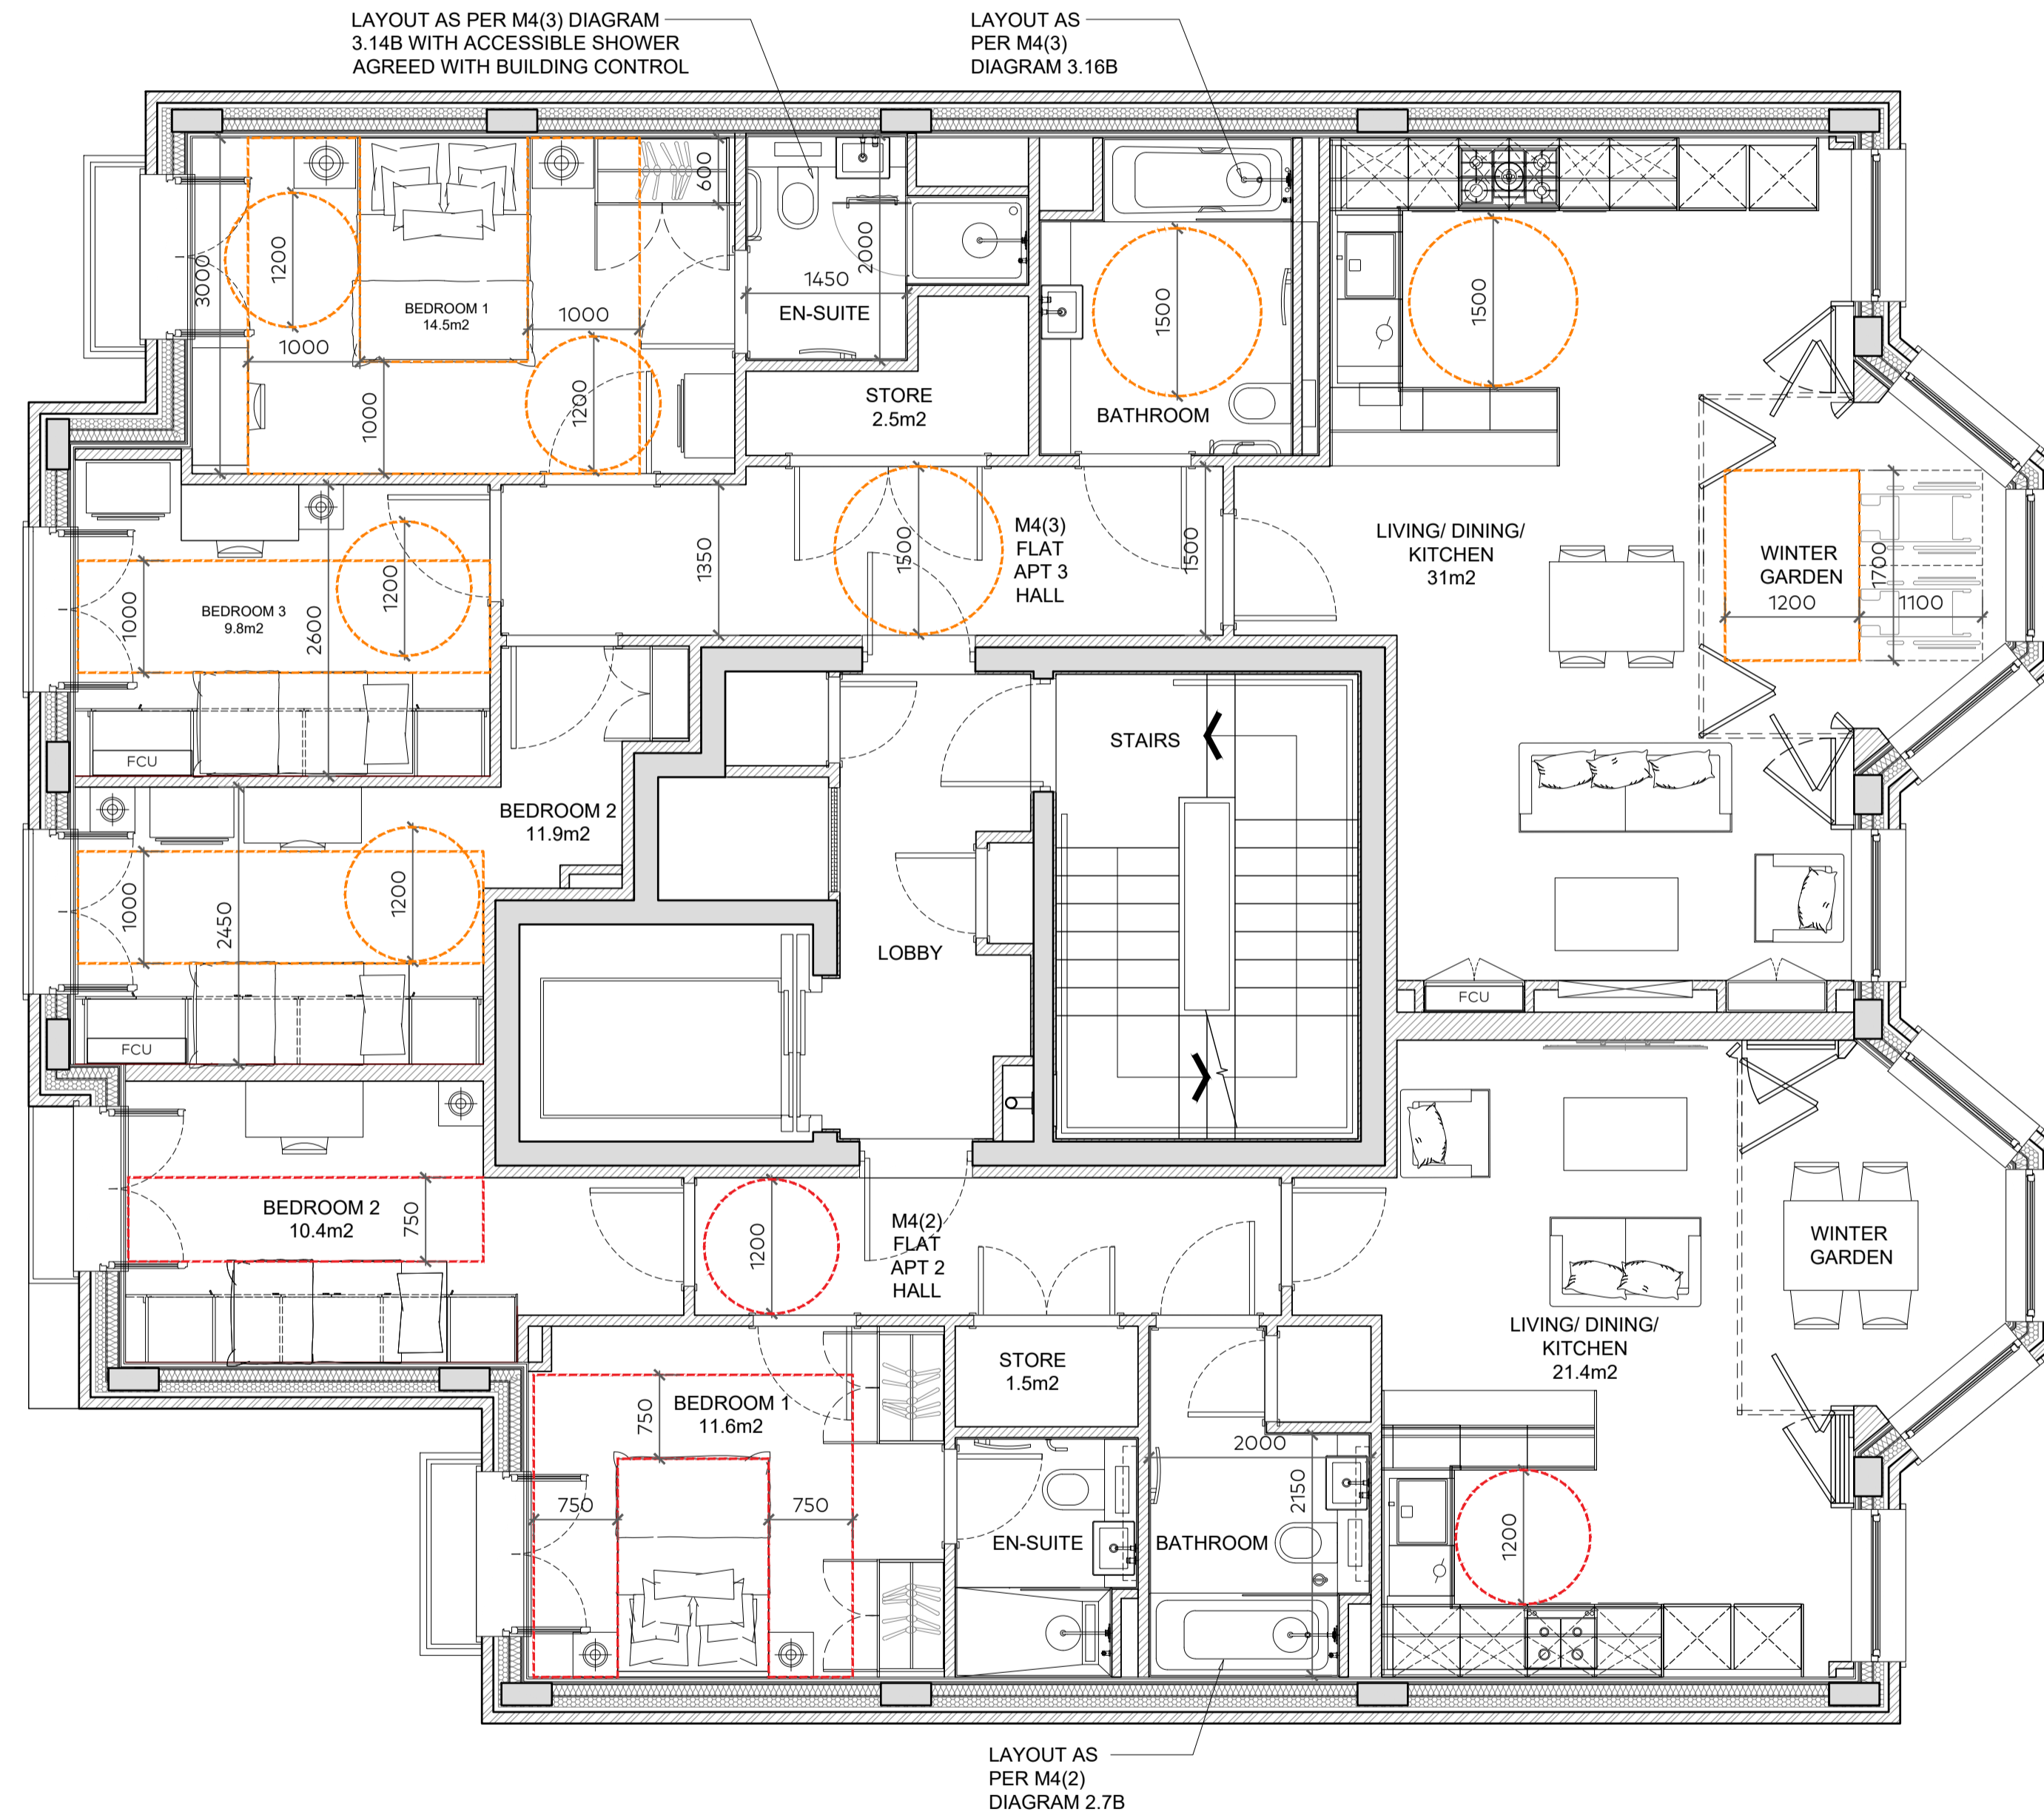 LAYOUT AS PER M4(3) DIAGRAM
3.14B WITH ACCESSIBLE SHOWER
AGREED WITH BUILDING CONTROL
LAYOUT AS
PER M4(3)
DIAGRAM 3.16B
3000
1200
BEDROOM 1
14.5m2
1000
1000
1000
1200
600
2000
1450
EN-SUITE
STORE
2.5m2
1500
BATHROOM
1500
1350
1500
M4(3)
FLAT
APT 3
HALL
1500
LIVING/ DINING/
KITCHEN
31m2
WINTER
GARDEN
1200
1700
1100
1000
BEDROOM 3
9.8m2
2600
1200
FCU
STAIRS
BEDROOM 2
11.9m2
1000
2450
1200
FCU
LOBBY
FCU
BEDROOM 2
10.4m2
750
1200
M4(2)
FLAT
APT 2
HALL
WINTER
GARDEN
LIVING/ DINING/
KITCHEN
21.4m2
STORE
1.5m2
750
BEDROOM 1
11.6m2
750
750
2000
2150
EN-SUITE
BATHROOM
1200
LAYOUT AS
PER M4(2)
DIAGRAM 2.7B